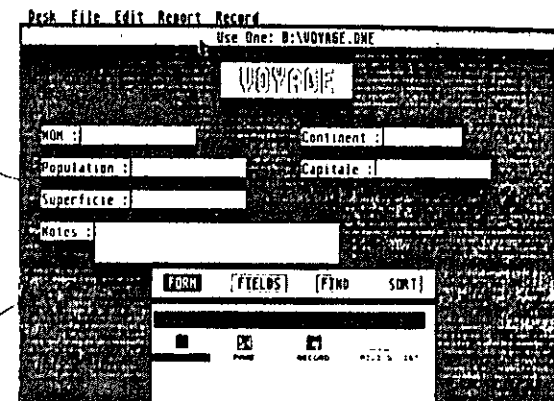 Desk File Edit Report Record
Use One: B:\VOYAGE.ONE
VOYAGE
NOM :
Continent :
Population :
Capitale :
Superficie :
Notes :
FORM FIELDS FIND SORT
RECORD